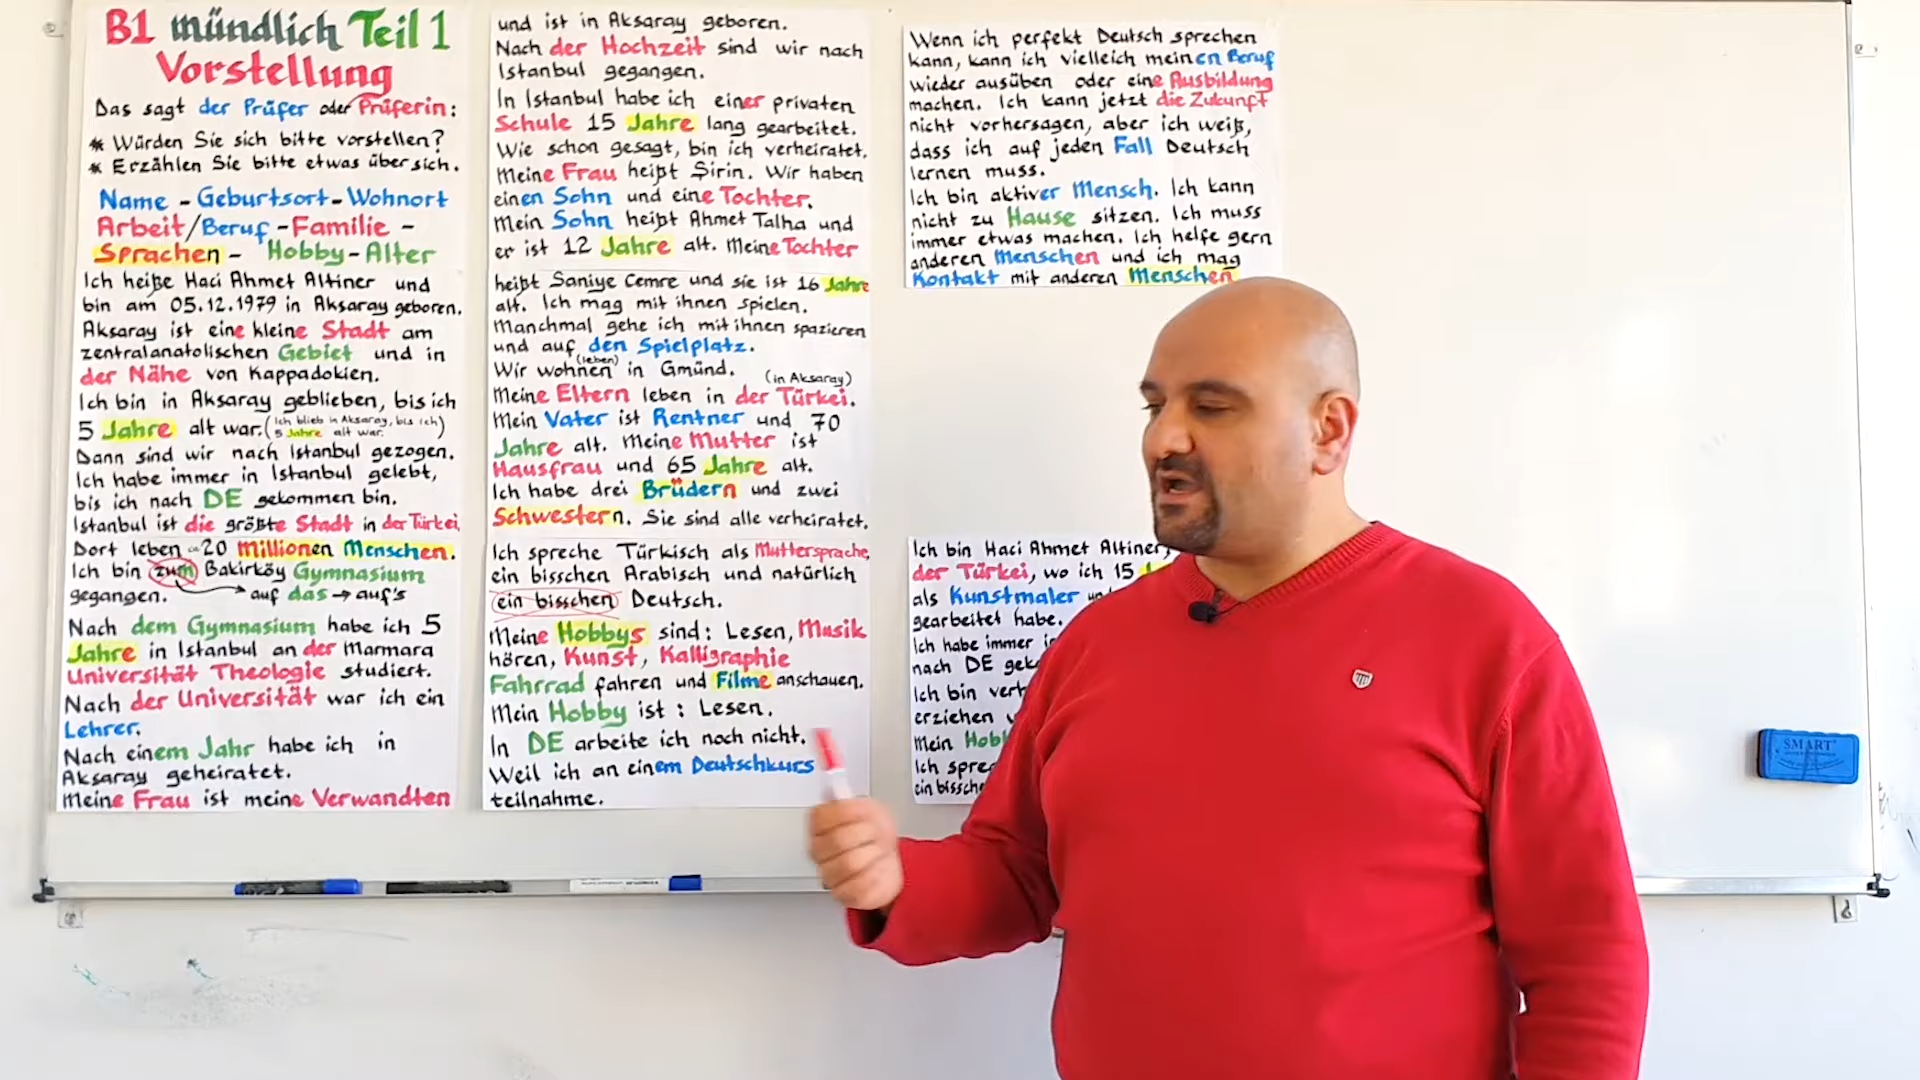 B1 mündlich Teil 1
Vorstellung
Das sagt der Prüfer oder Prüferin:
* Würden Sie sich bitte vorstellen?
* Erzählen Sie bitte etwas über sich.
Name - Geburtsort - Wohnort
Arbeit/Beruf - Familie -
Sprachen - Hobby - Alter
Ich heiße Haci Ahmet Altiner und
bin am 05.12.1979 in Aksaray geboren.
Aksaray ist eine kleine Stadt am
zentralanatolischen Gebiet und in
der Nähe von Kappadokien.
Ich bin in Aksaray geblieben, bis ich
5 Jahre alt war. (Ich blieb in Aksaray, bis ich
5 Jahre alt war.)
Dann sind wir nach Istanbul gezogen.
Ich habe immer in Istanbul gelebt,
bis ich nach DE gekommen bin.
Istanbul ist die größte Stadt in der Türkei.
Dort leben ca 20 Millionen Menschen.
Ich bin zum Bakirköy Gymnasium
gegangen. auf das → auf's
Nach dem Gymnasium habe ich 5
Jahre in Istanbul an der Marmara
Universität Theologie studiert.
Nach der Universität war ich ein
Lehrer.
Nach einem Jahr habe ich in
Aksaray geheiratet.
Meine Frau ist meine Verwandten
und ist in Aksaray geboren.
Nach der Hochzeit sind wir nach
Istanbul gegangen.
In Istanbul habe ich einer privaten
Schule 15 Jahre lang gearbeitet.
Wie schon gesagt, bin ich verheiratet.
Meine Frau heißt Şirin. Wir haben
einen Sohn und eine Tochter.
Mein Sohn heißt Ahmet Talha und
er ist 12 Jahre alt. Meine Tochter
heißt Saniye Cemre und sie ist 16 Jahre
alt. Ich mag mit ihnen spielen.
Manchmal gehe ich mit ihnen spazieren
und auf den Spielplatz.
(leben)
Wir wohnen in Gmünd.
(in Aksaray)
Meine Eltern leben in der Türkei.
Mein Vater ist Rentner und 70
Jahre alt. Meine Mutter ist
Hausfrau und 65 Jahre alt.
Ich habe drei Brüdern und zwei
Schwestern. Sie sind alle verheiratet.
Ich spreche Türkisch als Muttersprache,
ein bisschen Arabisch und natürlich
ein bisschen Deutsch.
Meine Hobbys sind: Lesen, Musik
hören, Kunst, Kalligraphie
Fahrrad fahren und Filme anschauen.
Mein Hobby ist: Lesen.
In DE arbeite ich noch nicht.
Weil ich an einem Deutschkurs
teilnahme.
Wenn ich perfekt Deutsch sprechen
kann, kann ich vielleich meinen Beruf
wieder ausüben oder eine Ausbildung
machen. Ich kann jetzt die Zukunft
nicht vorhersagen, aber ich weiß,
dass ich auf jeden Fall Deutsch
lernen muss.
Ich bin aktiver Mensch. Ich kann
nicht zu Hause sitzen. Ich muss
immer etwas machen. Ich helfe gern
anderen Menschen und ich mag
Kontakt mit anderen Menschen
Ich bin Haci Ahmet Altiner,
der Türkei, wo ich 15
als Kunstmaler
gearbeitet habe.
Ich habe immer
nach DE
Ich bin
erziehen
Mein
Ich
ein
SMART